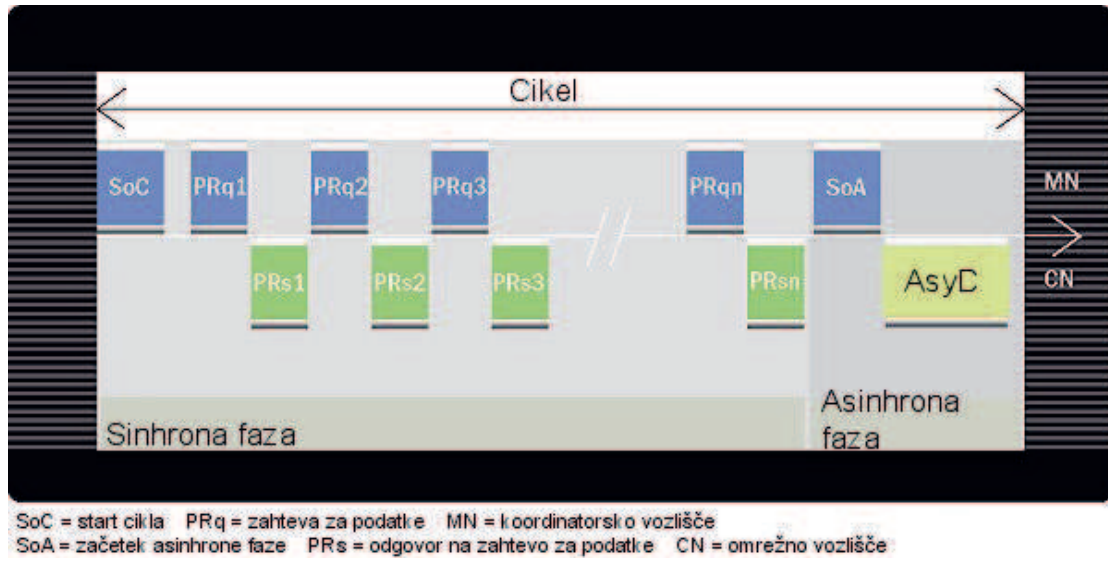 Cikel
SoC PRq1 PRq2 PRq3 PRqn SoA MN
PRs1 PRs2 PRs3 PRsn AsyD CN
Sinhrona faza
Asinhrona
faza
SoC = start cikla PRq = zahteva za podatke MN = koordinatorsko vozlišče
SoA = začetek asinhrone faze PRs = odgovor na zahtevo za podatke CN = omrežno vozlišče